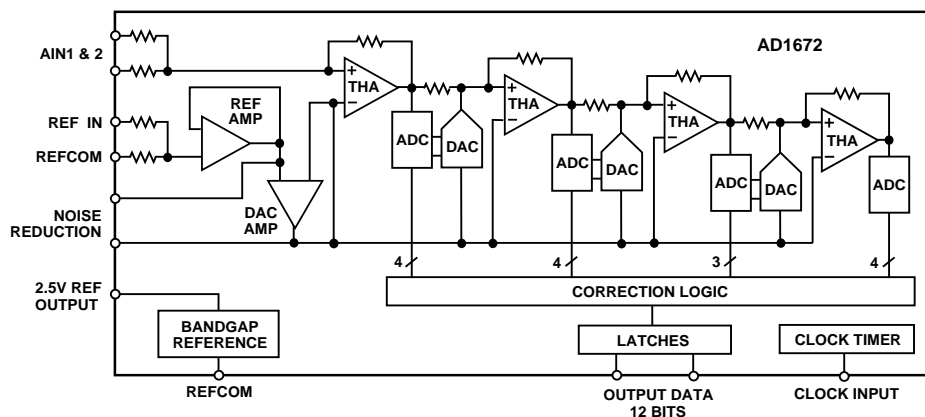 AD1672
AIN1 & 2
THA
THA
THA
THA
REF
AMP
REF IN
REFCOM
ADC
DAC
ADC
DAC
ADC
DAC
ADC
NOISE
REDUCTION
DAC
AMP
4
4
3
4
2.5V REF
OUTPUT
CORRECTION LOGIC
BANDGAP
REFERENCE
LATCHES
CLOCK TIMER
REFCOM
OUTPUT DATA
12 BITS
CLOCK INPUT